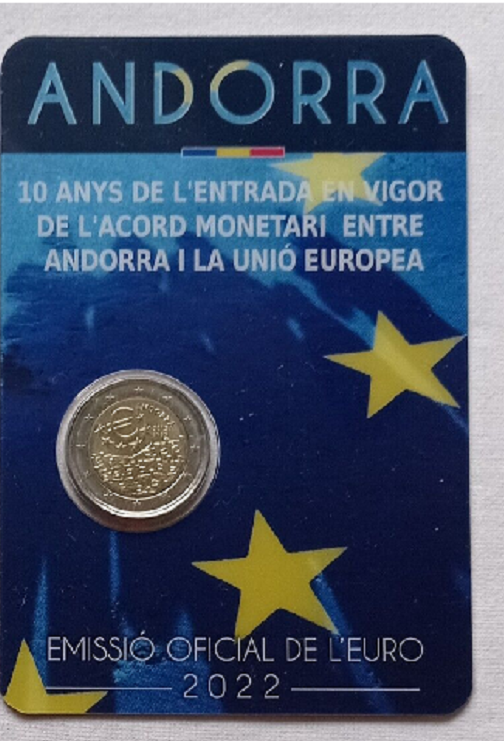 ANDORRA
10 ANYS DE L'ENTRADA EN VIGOR
DE L'ACORD MONETARI ENTRE
ANDORRA I LA UNIÓ EUROPEA
EMISSIÓ OFICIAL DE L'EURO
2022